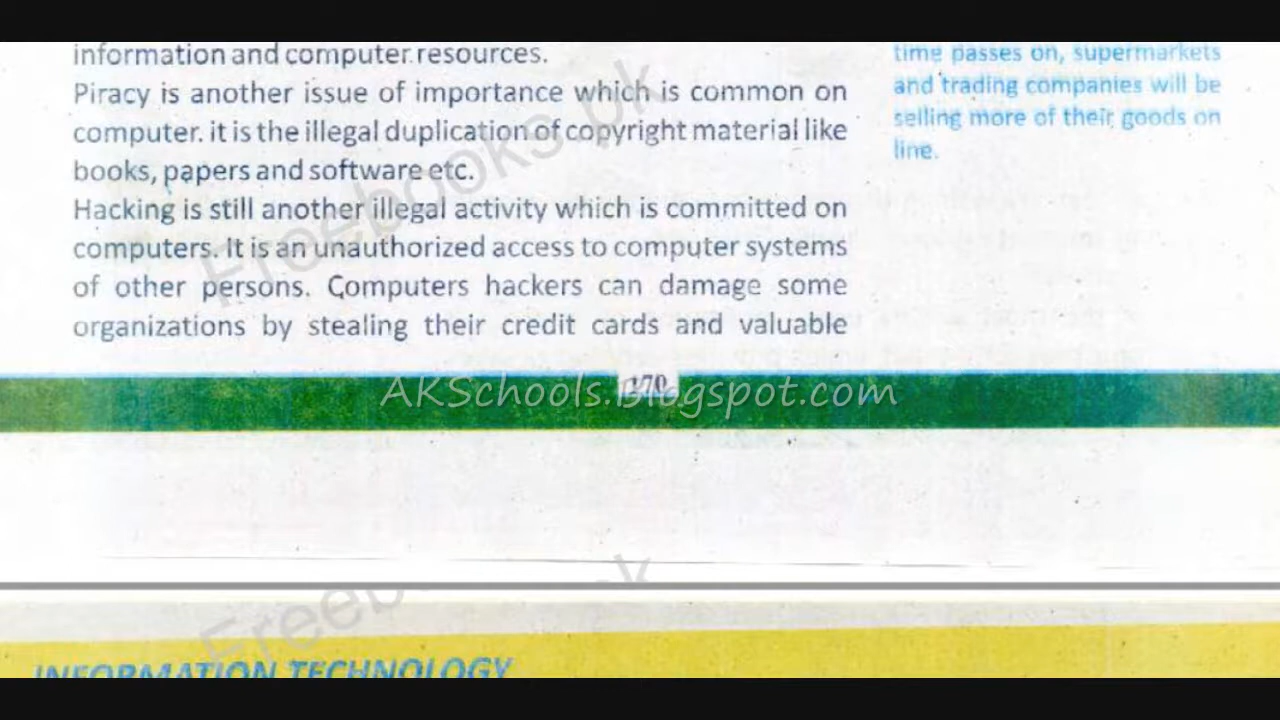 information and computer resources.
Piracy is another issue of importance which is common on
computer. it is the illegal duplication of copyright material like
books, papers and software etc.
Hacking is still another illegal activity which is committed on
computers. It is an unauthorized access to computer systems
of other persons. Computers hackers can damage some
organizations by stealing their credit cards and valuable
time passes on, supermarkets
and trading companies will be
selling more of their goods on
line.
Freebooks.pk
170
AKSchools.Blogspot.com
INFORMATION TECHNOLOGY